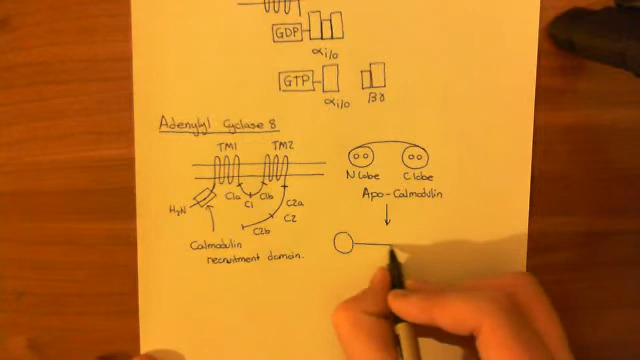 GDP
αi/o
GTP
αi/o
βγ
Adenylyl Cyclase 8
TM1
TM2
N lobe
C lobe
C1a
C1b
C1
C2a
C2
C2b
H₂N
Apo-Calmodulin
Calmodulin
recruitment domain.